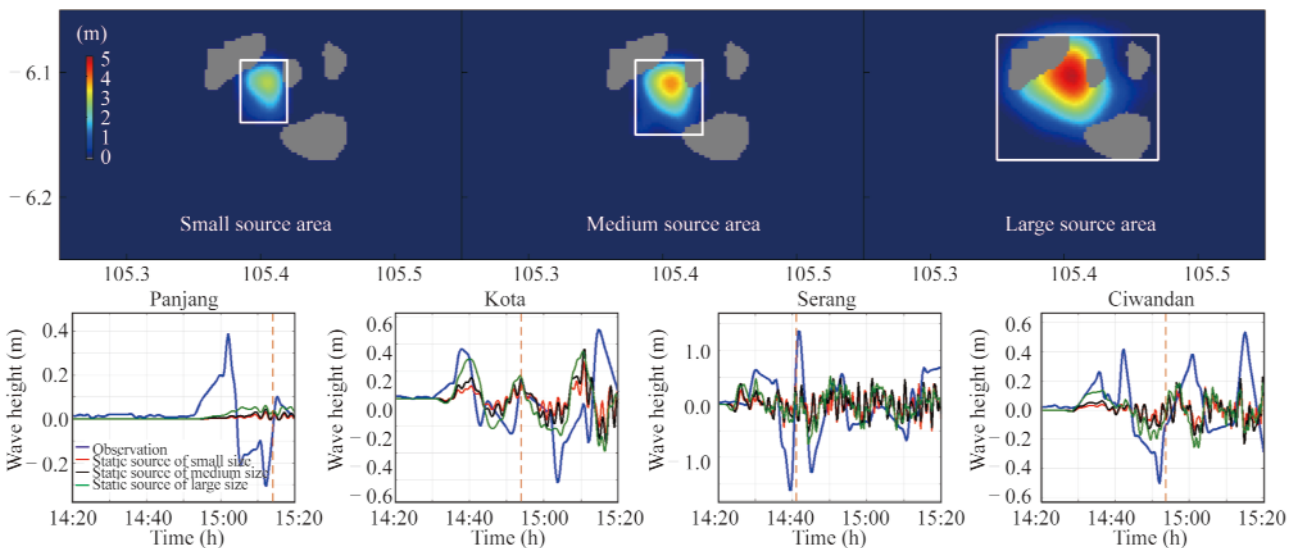 (m)
5
4
3
2
1
0
− 6.1
− 6.2
Small source area
Medium source area
Large source area
105.3 105.4 105.5 105.3 105.4 105.5 105.3 105.4 105.5
Panjang
Wave height (m)
0.4
0.2
0
− 0.2
Observation
Static source of small size
Static source of medium size
Static source of large size
14:20 14:40 15:00 15:20
Time (h)
Kota
Wave height (m)
0.6
0.4
0.2
0.0
− 0.2
− 0.4
− 0.6
14:20 14:40 15:00 15:20
Time (h)
Serang
Wave height (m)
1.0
0.0
1.0
14:20 14:40 15:00 15:20
Time (h)
Ciwandan
Wave height (m)
0.6
0.4
0.2
0.0
− 0.2
− 0.4
− 0.6
14:20 14:40 15:00 15:20
Time (h)